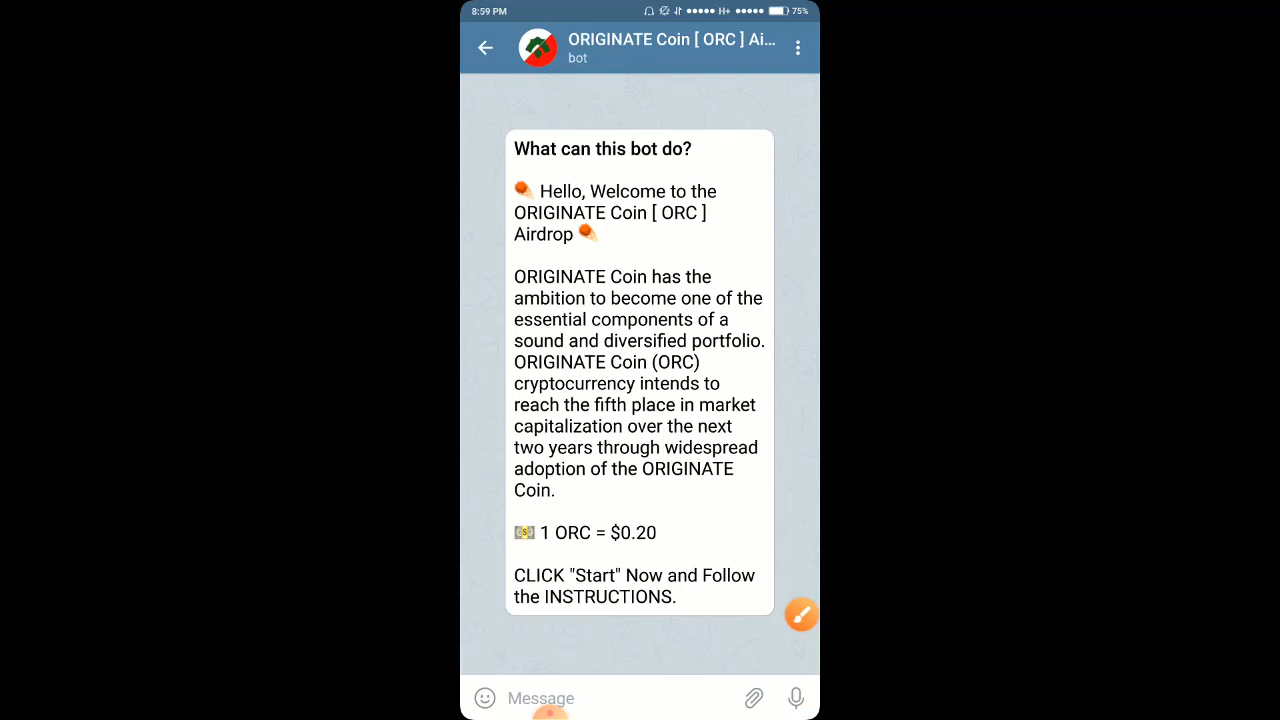 8:59 PM H+ 75%
ORIGINATE Coin [ ORC ] Ai...
bot
What can this bot do?
Hello, Welcome to the
ORIGINATE Coin [ ORC ]
Airdrop
ORIGINATE Coin has the
ambition to become one of the
essential components of a
sound and diversified portfolio.
ORIGINATE Coin (ORC)
cryptocurrency intends to
reach the fifth place in market
capitalization over the next
two years through widespread
adoption of the ORIGINATE
Coin.
1 ORC = $0.20
CLICK "Start" Now and Follow
the INSTRUCTIONS.
Message